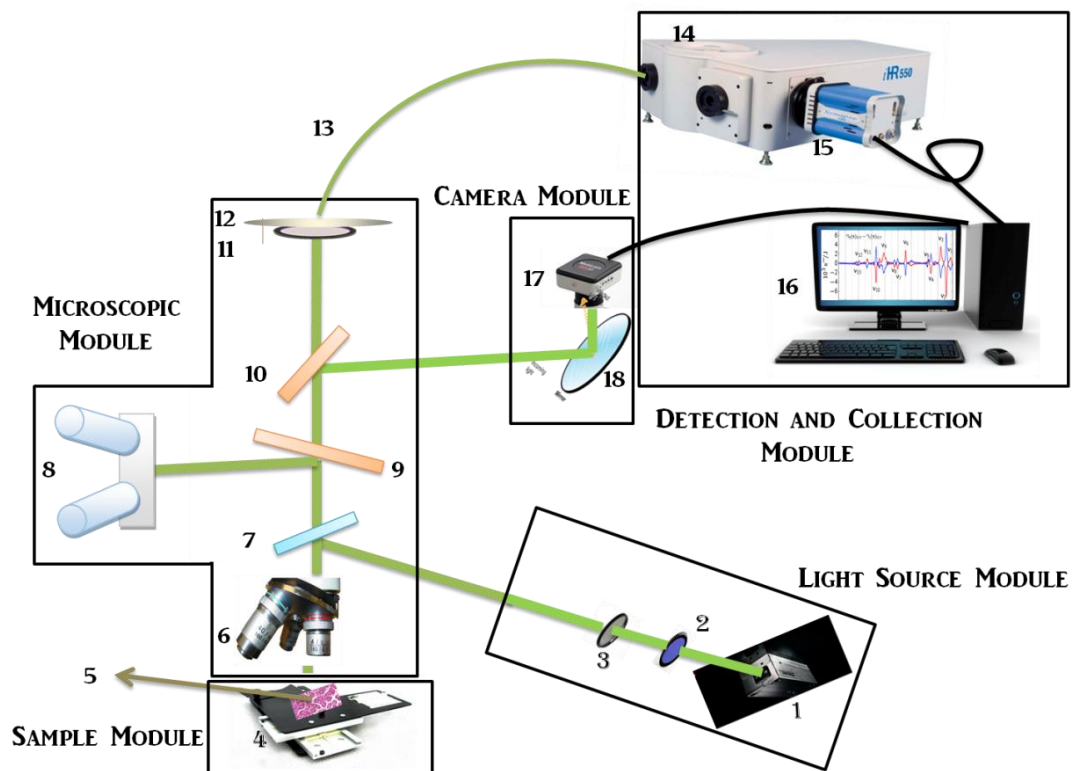 14
iHR550
13
15
CAMERA MODULE
12
11
17
16
MICROSCOPIC
MODULE
10
18
DETECTION AND COLLECTION
MODULE
8
9
7
LIGHT SOURCE MODULE
2
6
3
5
1
SAMPLE MODULE
4